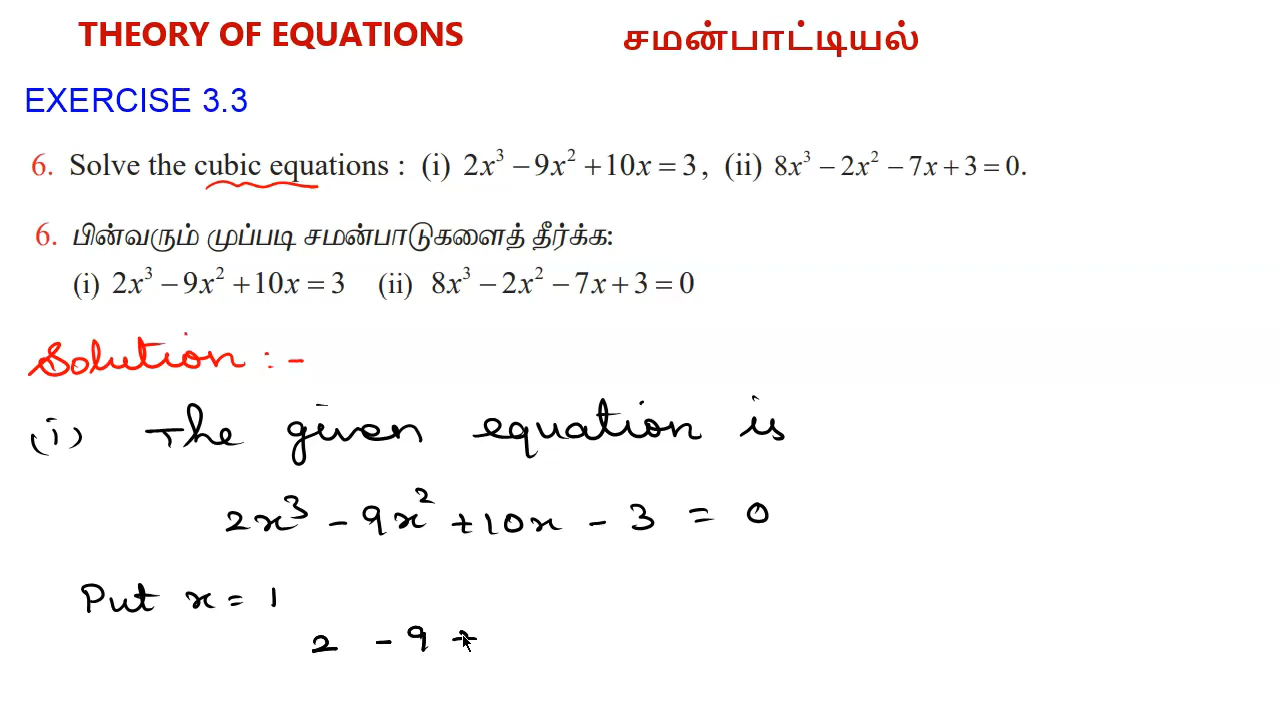 THEORY OF EQUATIONS சமன்பாட்டியல்
EXERCISE 3.3
6. Solve the cubic equations : (i) 2x³ − 9x² + 10x = 3, (ii) 8x³ − 2x² − 7x + 3 = 0.
6. பின்வரும் முப்படி சமன்பாடுகளைத் தீர்க்க:
(i) 2x³ − 9x² + 10x = 3 (ii) 8x³ − 2x² − 7x + 3 = 0
Solution :-
(i) The given equation is
2x³ - 9x² + 10x - 3 = 0
Put x = 1
2 - 9 +